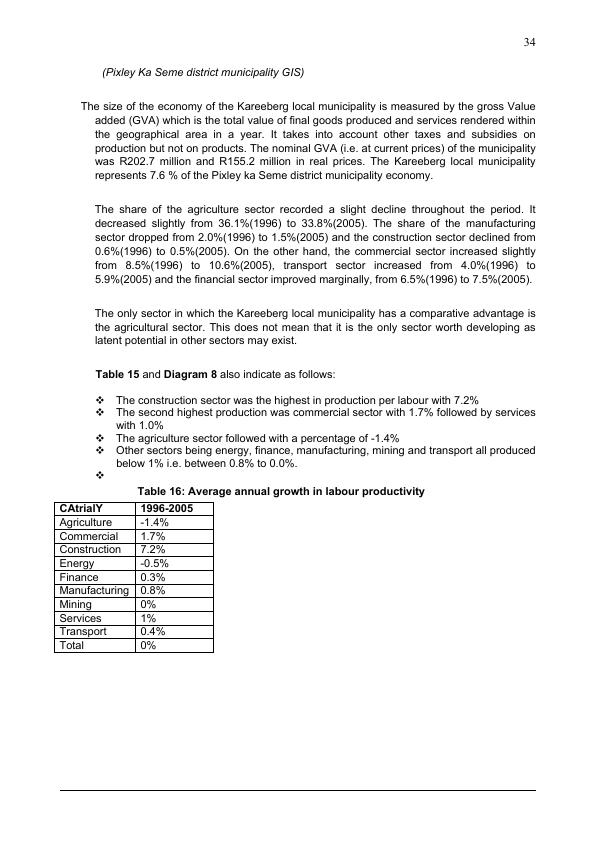 34
(Pixley Ka Seme district municipality GIS)
The size of the economy of the Kareeberg local municipality is measured by the gross Value
added (GVA) which is the total value of final goods produced and services rendered within
the geographical area in a year. It takes into account other taxes and subsidies on
production but not on products. The nominal GVA (i.e. at current prices) of the municipality
was R202.7 million and R155.2 million in real prices. The Kareeberg local municipality
represents 7.6 % of the Pixley ka Seme district municipality economy.
The share of the agriculture sector recorded a slight decline throughout the period. It
decreased slightly from 36.1%(1996) to 33.8%(2005). The share of the manufacturing
sector dropped from 2.0%(1996) to 1.5%(2005) and the construction sector declined from
0.6%(1996) to 0.5%(2005). On the other hand, the commercial sector increased slightly
from 8.5%(1996) to 10.6%(2005), transport sector increased from 4.0%(1996) to
5.9%(2005) and the financial sector improved marginally, from 6.5%(1996) to 7.5%(2005).
The only sector in which the Kareeberg local municipality has a comparative advantage is
the agricultural sector. This does not mean that it is the only sector worth developing as
latent potential in other sectors may exist.
Table 15 and Diagram 8 also indicate as follows:
❖ The construction sector was the highest in production per labour with 7.2%
❖ The second highest production was commercial sector with 1.7% followed by services
with 1.0%
❖ The agriculture sector followed with a percentage of -1.4%
❖ Other sectors being energy, finance, manufacturing, mining and transport all produced
below 1% i.e. between 0.8% to 0.0%.
❖
Table 16: Average annual growth in labour productivity
CAtrialY 1996-2005
Agriculture -1.4%
Commercial 1.7%
Construction 7.2%
Energy -0.5%
Finance 0.3%
Manufacturing 0.8%
Mining 0%
Services 1%
Transport 0.4%
Total 0%